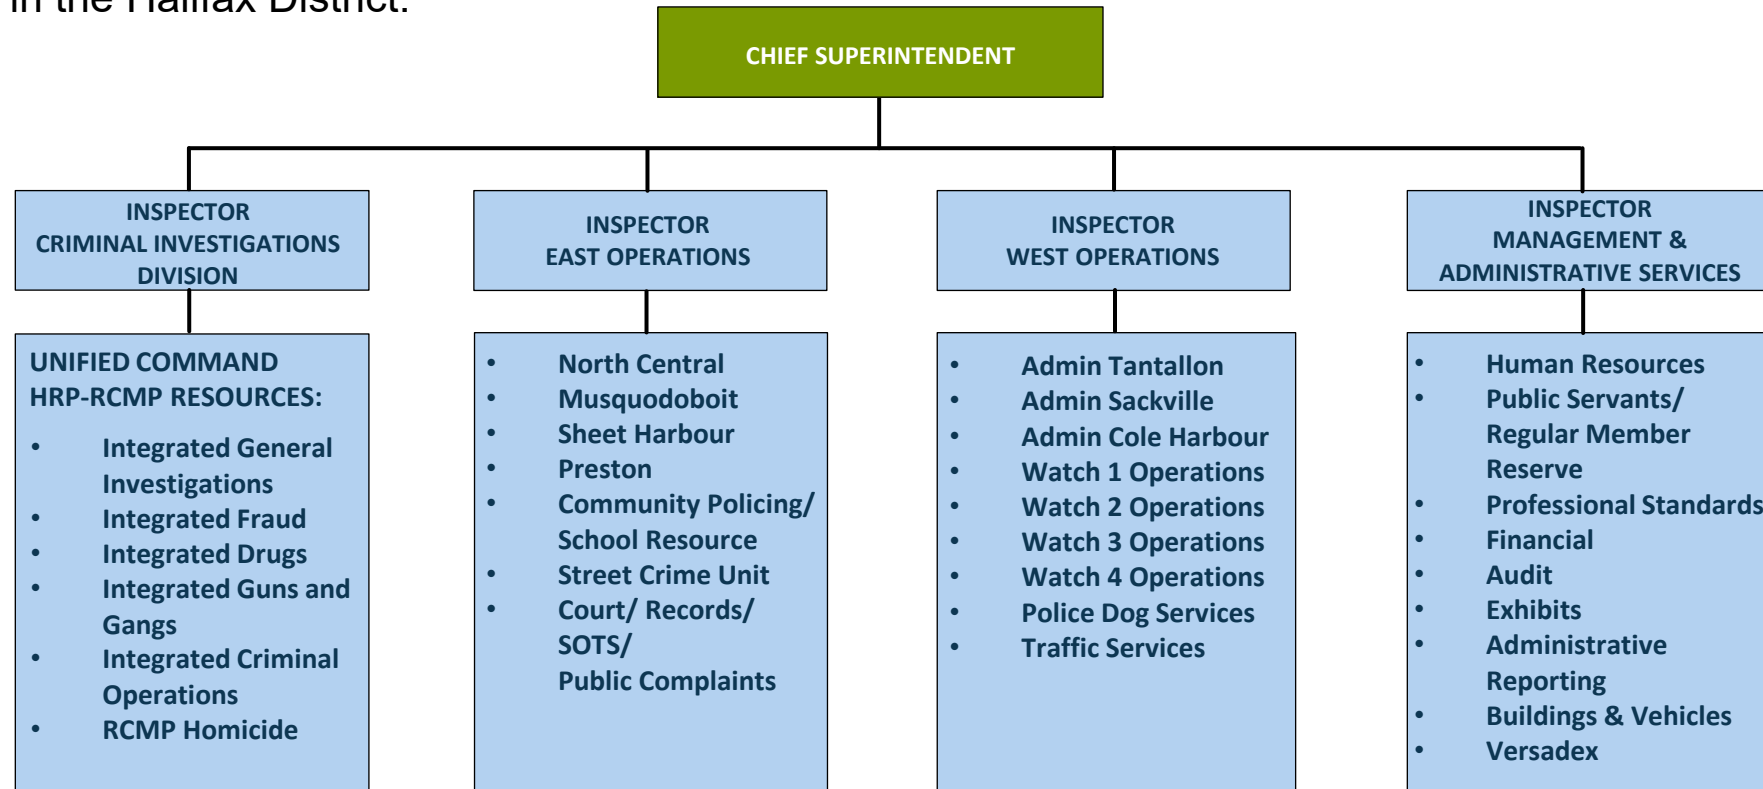 in the Halifax District.
CHIEF SUPERINTENDENT
INSPECTOR
CRIMINAL INVESTIGATIONS
DIVISION
INSPECTOR
EAST OPERATIONS
INSPECTOR
WEST OPERATIONS
INSPECTOR
MANAGEMENT &
ADMINISTRATIVE SERVICES
UNIFIED COMMAND
HRP-RCMP RESOURCES:
• Integrated General
Investigations
• Integrated Fraud
• Integrated Drugs
• Integrated Guns and
Gangs
• Integrated Criminal
Operations
• RCMP Homicide
• North Central
• Musquodoboit
• Sheet Harbour
• Preston
• Community Policing/
School Resource
• Street Crime Unit
• Court/ Records/
SOTS/
Public Complaints
• Admin Tantallon
• Admin Sackville
• Admin Cole Harbour
• Watch 1 Operations
• Watch 2 Operations
• Watch 3 Operations
• Watch 4 Operations
• Police Dog Services
• Traffic Services
• Human Resources
• Public Servants/
Regular Member
Reserve
• Professional Standards
• Financial
• Audit
• Exhibits
• Administrative
Reporting
• Buildings & Vehicles
• Versadex